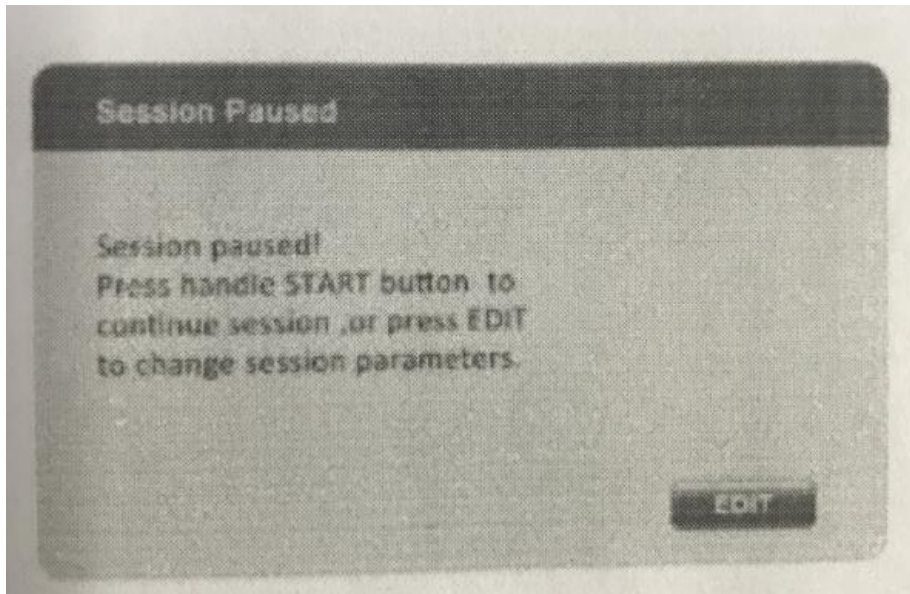 Session Paused
Session paused!
Press handle START button to
continue session ,or press EDIT
to change session parameters.
EDIT